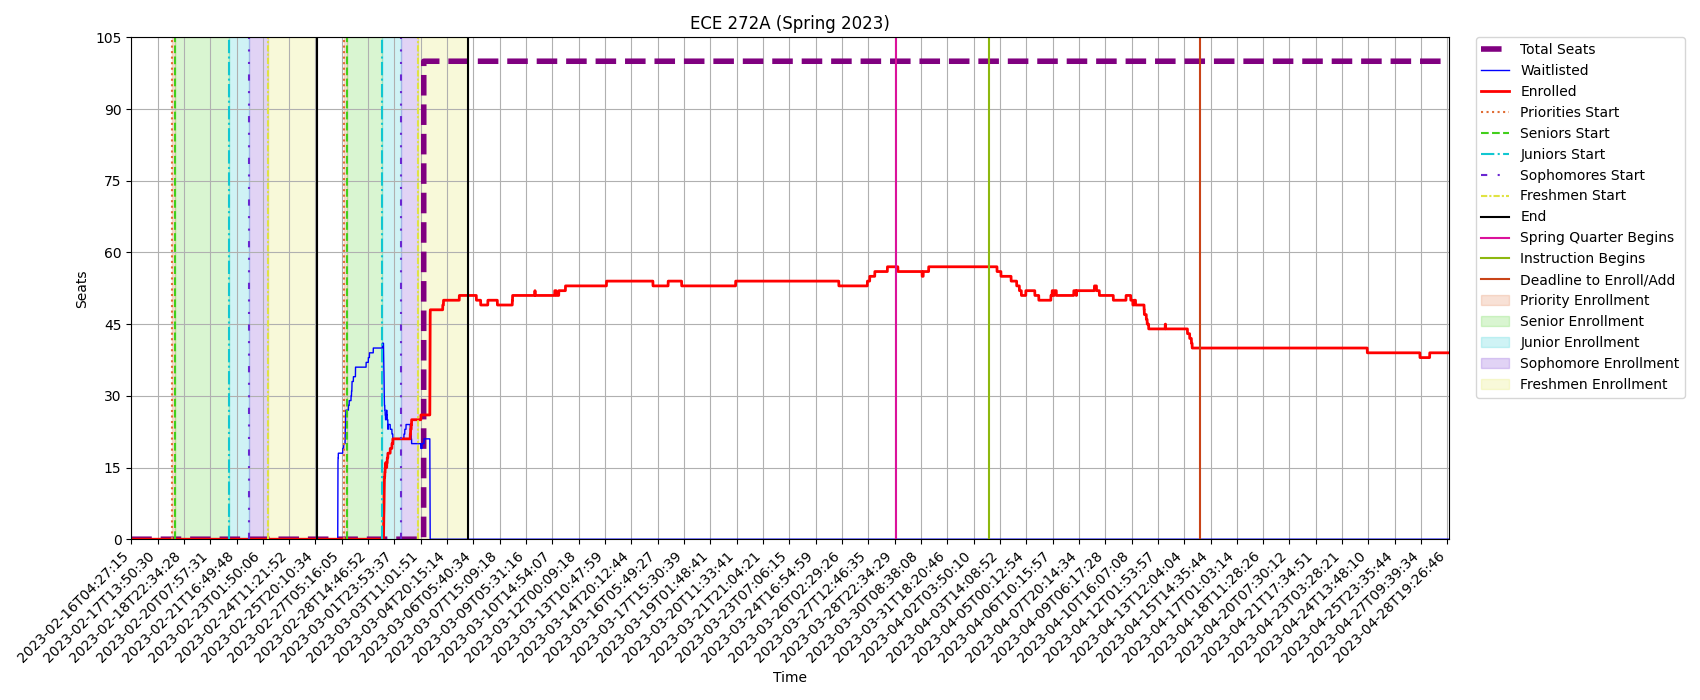 ECE 272A (Spring 2023)
105
90
75
60
45
30
15
0
Seats
2023-02-16T04:27:15
2023-02-17T13:50:30
2023-02-18T22:34:28
2023-02-20T07:57:31
2023-02-21T16:49:48
2023-02-23T01:50:06
2023-02-24T11:21:52
2023-02-25T20:10:34
2023-02-27T05:16:05
2023-02-28T14:46:52
2023-03-01T23:53:37
2023-03-03T11:01:51
2023-03-04T20:15:14
2023-03-06T05:40:34
2023-03-07T15:09:18
2023-03-09T05:31:16
2023-03-10T14:54:07
2023-03-12T00:09:18
2023-03-13T10:47:59
2023-03-14T20:12:44
2023-03-16T05:49:27
2023-03-17T15:30:39
2023-03-19T01:48:41
2023-03-20T11:33:41
2023-03-21T21:04:21
2023-03-23T07:06:15
2023-03-24T16:54:59
2023-03-26T02:29:26
2023-03-27T12:46:35
2023-03-28T22:34:29
2023-03-30T08:38:08
2023-03-31T18:20:46
2023-04-02T03:50:10
2023-04-03T14:08:52
2023-04-05T00:12:54
2023-04-06T10:15:57
2023-04-07T20:14:34
2023-04-09T06:17:28
2023-04-10T16:07:08
2023-04-12T01:53:57
2023-04-13T12:04:04
2023-04-15T14:35:44
2023-04-17T01:03:14
2023-04-18T11:28:26
2023-04-20T07:30:12
2023-04-21T17:34:51
2023-04-23T03:28:21
2023-04-24T13:48:10
2023-04-25T23:35:44
2023-04-27T09:39:34
2023-04-28T19:26:46
Time
Total Seats
Waitlisted
Enrolled
Priorities Start
Seniors Start
Juniors Start
Sophomores Start
Freshmen Start
End
Spring Quarter Begins
Instruction Begins
Deadline to Enroll/Add
Priority Enrollment
Senior Enrollment
Junior Enrollment
Sophomore Enrollment
Freshmen Enrollment